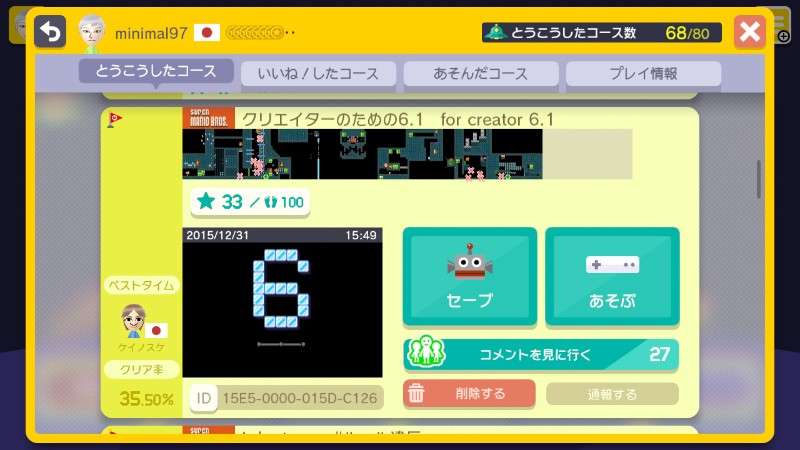 minimal97
とうこうしたコース数 68/80
とうこうしたコース
いいね！したコース
あそんだコース
プレイ情報
SUPER
MARIO BROS.
クリエイターのための6.1 for creator 6.1
33 / 100
2015/12/31 15:49
6
ベストタイム
ケイノスケ
クリア率
35.50%
セーブ
あそぶ
コメントを見に行く 27
ID 15E5-0000-015D-C126
削除する
通報する
SUPER